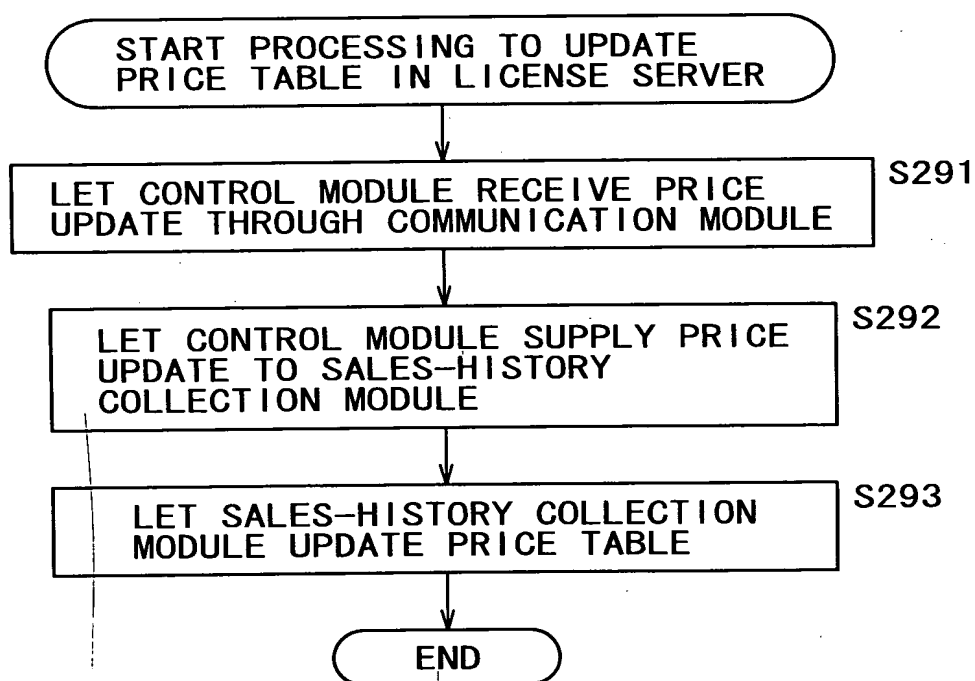 START PROCESSING TO UPDATE
PRICE TABLE IN LICENSE SERVER
S291
LET CONTROL MODULE RECEIVE PRICE
UPDATE THROUGH COMMUNICATION MODULE
S292
LET CONTROL MODULE SUPPLY PRICE
UPDATE TO SALES-HISTORY
COLLECTION MODULE
S293
LET SALES-HISTORY COLLECTION
MODULE UPDATE PRICE TABLE
END